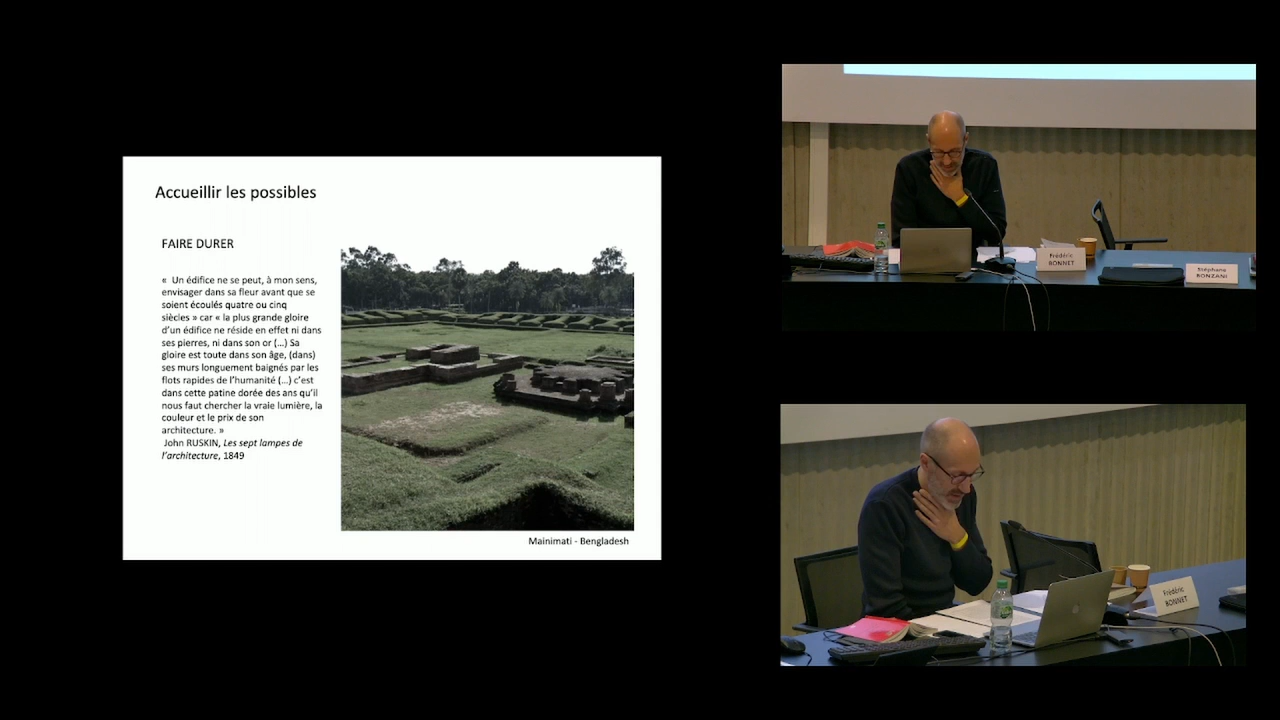 Accueillir les possibles
FAIRE DURER
« Un édifice ne se peut, à mon sens,
envisager dans sa fleur avant que se
soient écoulés quatre ou cinq
siècles » car « la plus grande gloire
d'un édifice ne réside en effet ni dans
ses pierres, ni dans son or (...) Sa
gloire est toute dans son âge, (dans)
ses murs longuement baignés par les
flots rapides de l'humanité (...) c'est
dans cette patine dorée des ans qu'il
nous faut chercher la vraie lumière, la
couleur et le prix de son
architecture. »
John RUSKIN, Les sept lampes de
l'architecture, 1849
Mainimati - Bengladesh
Frédéric
BONNET
Stéphane
BONZANI
Frédéric
BONNET